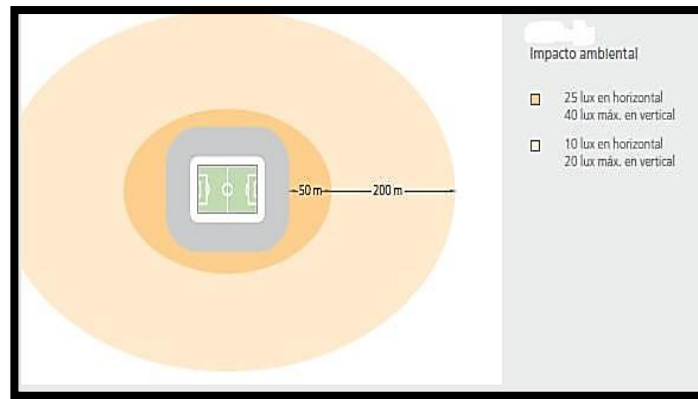 Impacto ambiental
25 lux en horizontal
40 lux máx. en vertical
10 lux en horizontal
20 lux máx. en vertical
50 m
200 m